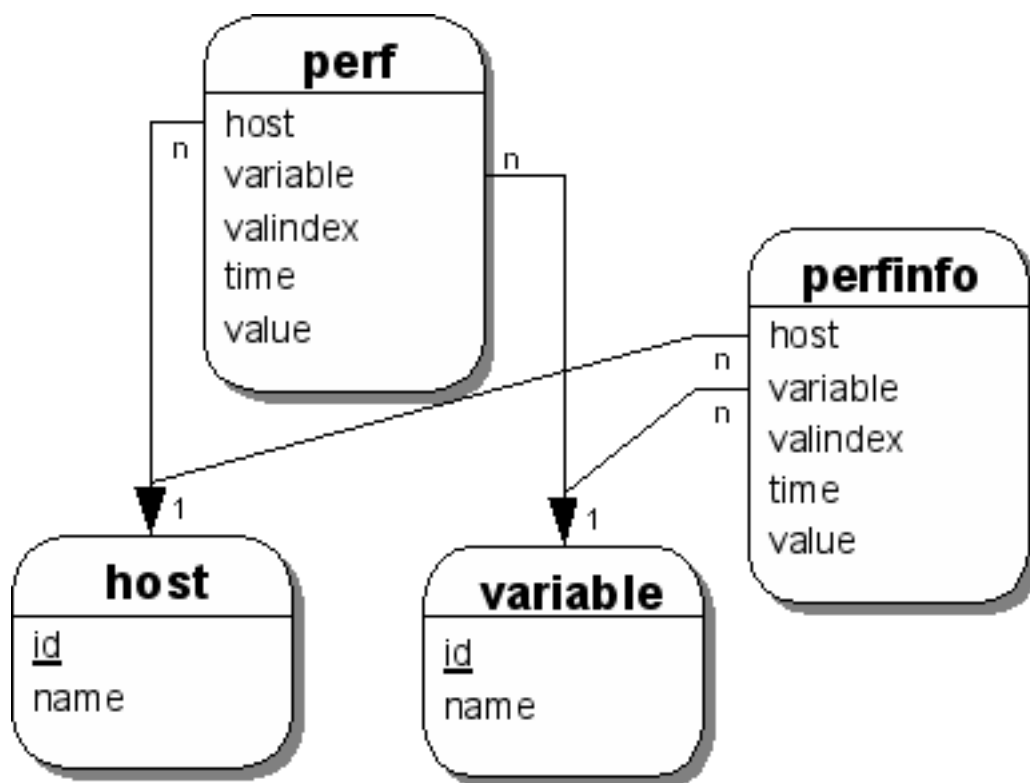 perf
host
variable
valindex
time
value
n
n
perfinfo
host
variable
valindex
time
value
n
n
1
1
host
id
name
variable
id
name